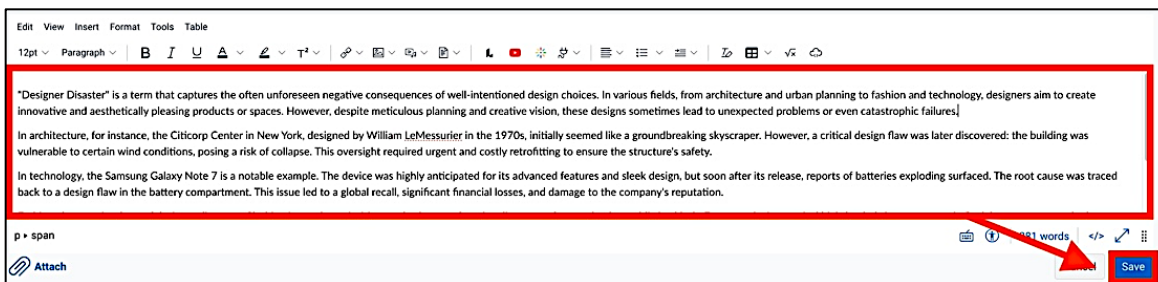 Edit View Insert Format Tools Table
12pt Paragraph B I U A T²
"Designer Disaster" is a term that captures the often unforeseen negative consequences of well-intentioned design choices. In various fields, from architecture and urban planning to fashion and technology, designers aim to create
innovative and aesthetically pleasing products or spaces. However, despite meticulous planning and creative vision, these designs sometimes lead to unexpected problems or even catastrophic failures.
In architecture, for instance, the Citicorp Center in New York, designed by William LeMessurier in the 1970s, initially seemed like a groundbreaking skyscraper. However, a critical design flaw was later discovered: the building was
vulnerable to certain wind conditions, posing a risk of collapse. This oversight required urgent and costly retrofitting to ensure the structure's safety.
In technology, the Samsung Galaxy Note 7 is a notable example. The device was highly anticipated for its advanced features and sleek design, but soon after its release, reports of batteries exploding surfaced. The root cause was traced
back to a design flaw in the battery compartment. This issue led to a global recall, significant financial losses, and damage to the company's reputation.
p ▸ span words </>
Attach Save